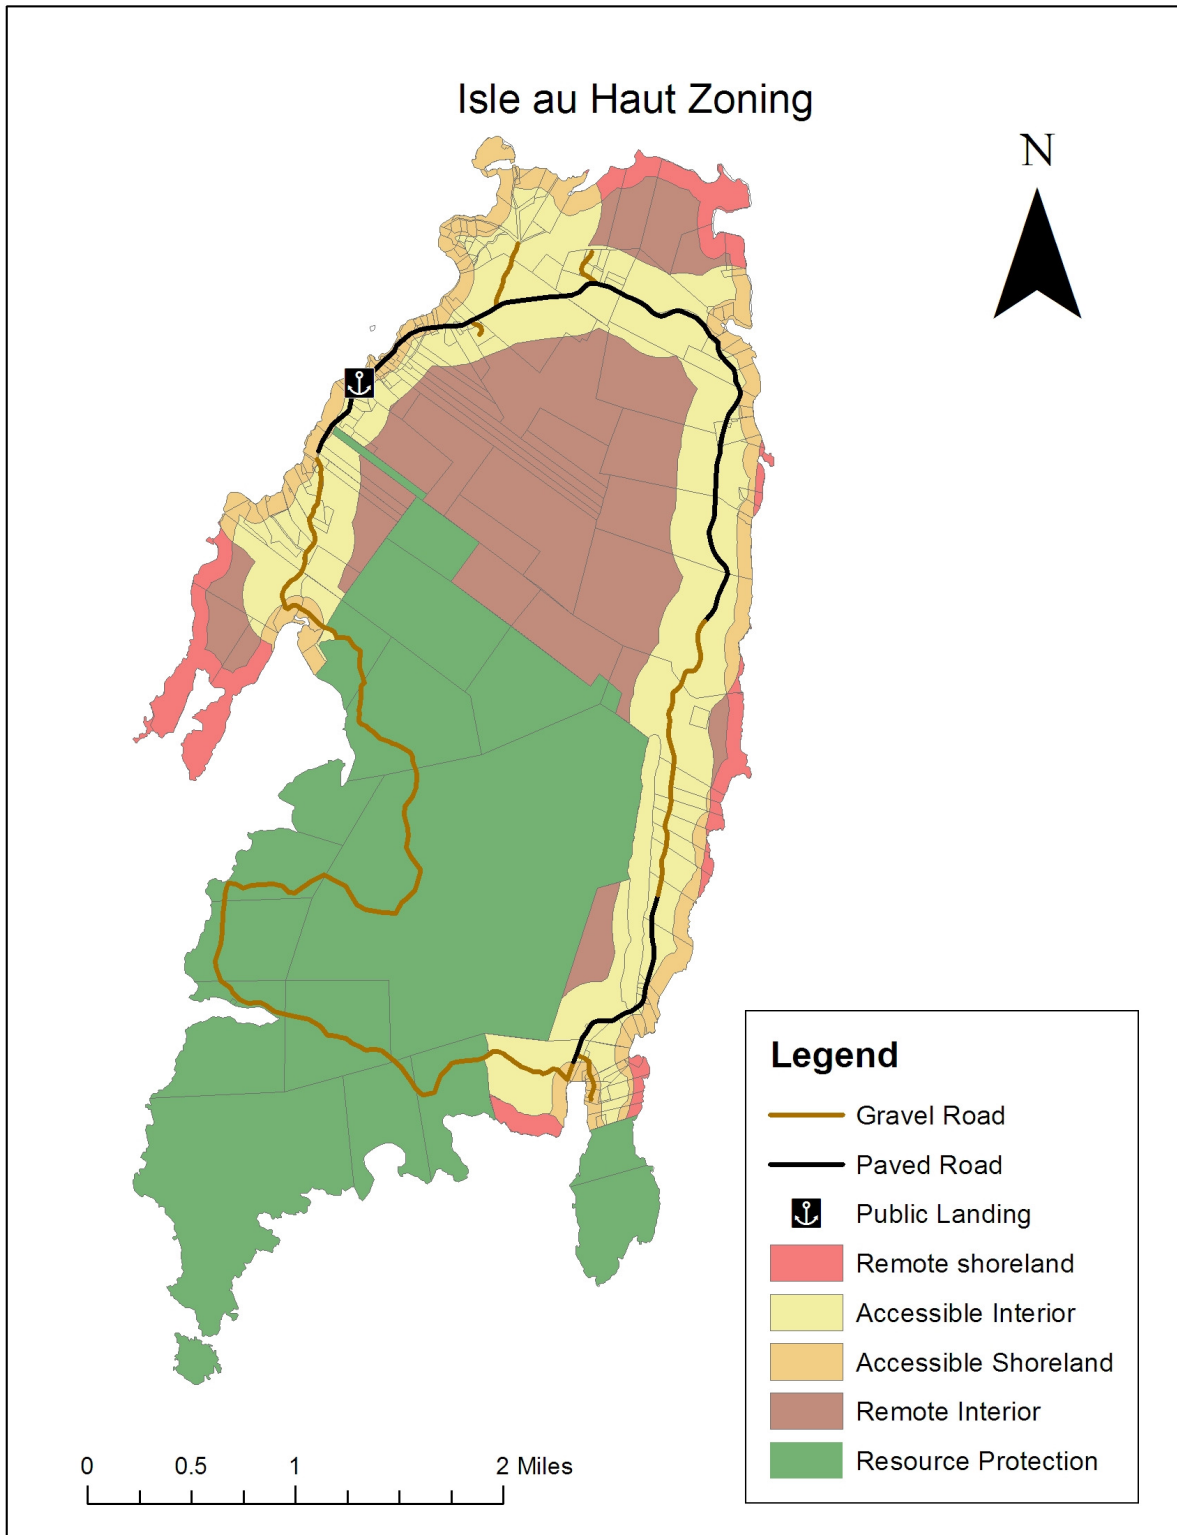 Isle au Haut Zoning
N
Legend
Gravel Road
Paved Road
Public Landing
Remote shoreland
Accessible Interior
Accessible Shoreland
Remote Interior
Resource Protection
0 0.5 1 2 Miles